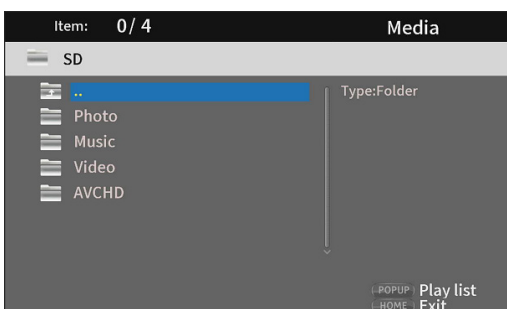 Item: 0/ 4 Media
SD
..
Type:Folder
Photo
Music
Video
AVCHD
POPUP Play list
HOME Exit